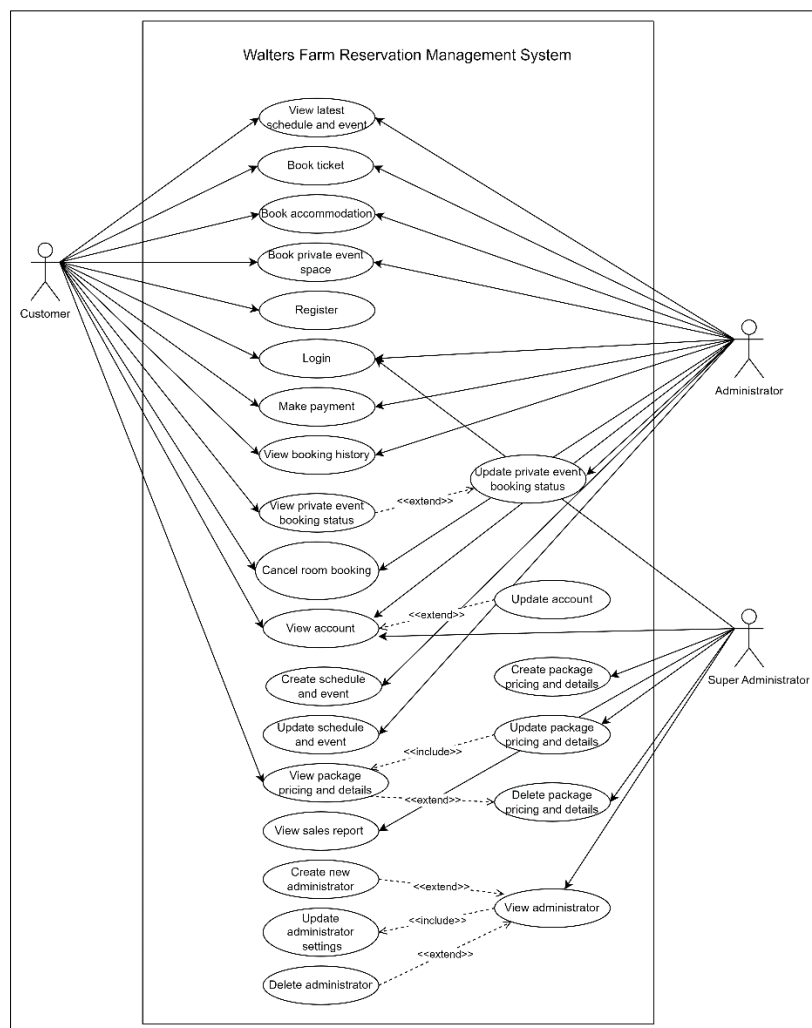 Walters Farm Reservation Management System
View latest
schedule and event
Book ticket
Book accommodation
Book private event
space
Customer
Register
Login
Administrator
Make payment
View booking history
Update private event
booking status
View private event
booking status
<<extend>>
Cancel room booking
Update account
<<extend>>
View account
Super Administrator
Create package
pricing and details
Create schedule
and event
Update schedule
and event
Update package
pricing and details
<<include>>
View package
pricing and details
<<extend>>
Delete package
pricing and details
View sales report
Create new
administrator
<<extend>>
View administrator
Update
administrator
settings
<<include>>
<<extend>>
Delete administrator